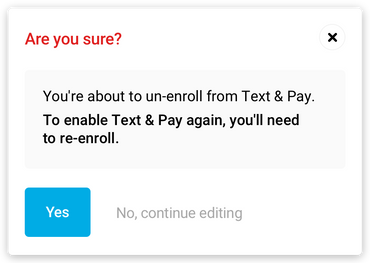 Are you sure?
You're about to un-enroll from Text & Pay.
To enable Text & Pay again, you'll need
to re-enroll.
Yes
No, continue editing